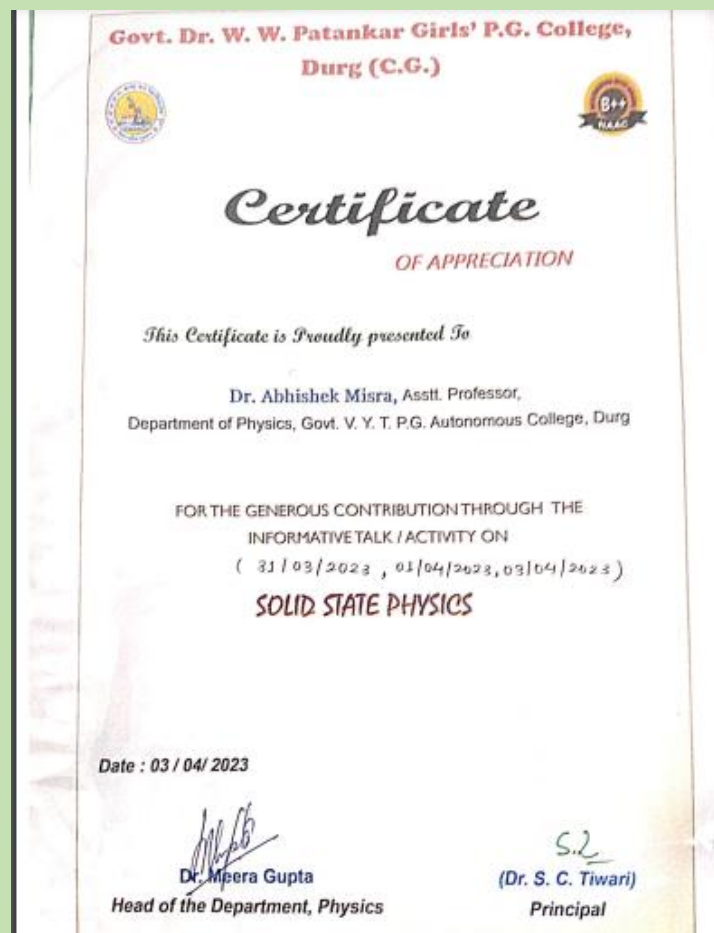 Govt. Dr. W. W. Patankar Girls' P.G. College,
Durg (C.G.)
B++
NAAC
Certificate
OF APPRECIATION
This Certificate is Proudly presented To
Dr. Abhishek Misra, Asstt. Professor,
Department of Physics, Govt. V. Y. T. P.G. Autonomous College, Durg
FOR THE GENEROUS CONTRIBUTION THROUGH THE
INFORMATIVE TALK / ACTIVITY ON
( 31/03/2023 , 01/04/2023, 03/04/2023 )
SOLID STATE PHYSICS
Date : 03 / 04/ 2023
Dr. Meera Gupta
(Dr. S. C. Tiwari)
Head of the Department, Physics
Principal